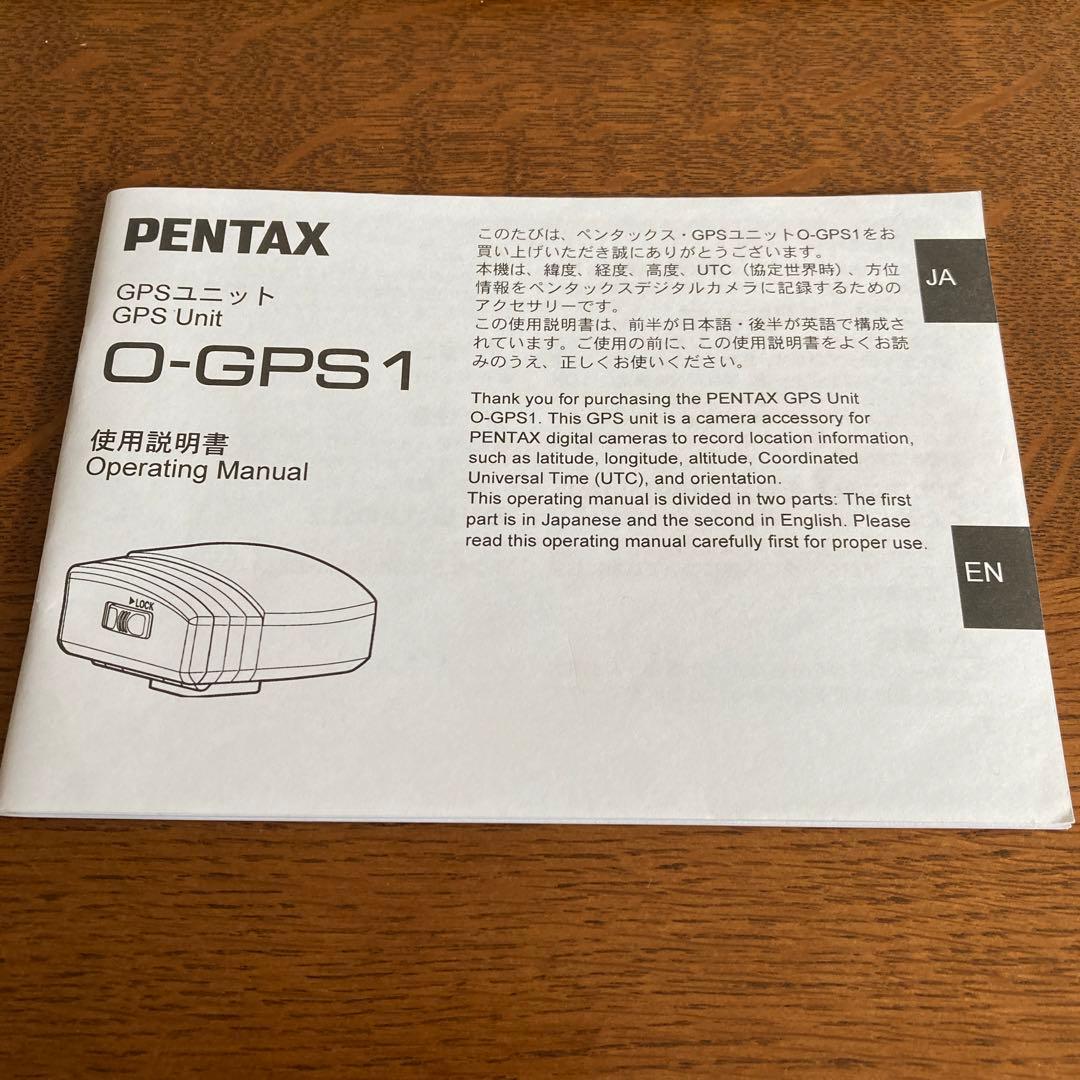 PENTAX
GPSユニット
GPS Unit
O-GPS1
使用説明書
Operating Manual
▶LOCK
このたびは、ペンタックス・GPSユニットO-GPS1をお
買い上げいただき誠にありがとうございます。
本機は、緯度、経度、高度、UTC（協定世界時）、方位
情報をペンタックスデジタルカメラに記録するための
アクセサリーです。
この使用説明書は、前半が日本語・後半が英語で構成さ
れています。ご使用の前に、この使用説明書をよくお読
みのうえ、正しくお使いください。
Thank you for purchasing the PENTAX GPS Unit
O-GPS1. This GPS unit is a camera accessory for
PENTAX digital cameras to record location information,
such as latitude, longitude, altitude, Coordinated
Universal Time (UTC), and orientation.
This operating manual is divided in two parts: The first
part is in Japanese and the second in English. Please
read this operating manual carefully first for proper use.
JA
EN